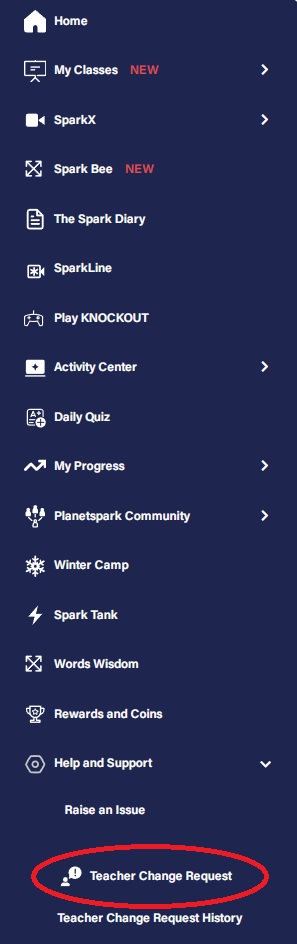 Home
My Classes NEW
SparkX
Spark Bee NEW
The Spark Diary
SparkLine
Play KNOCKOUT
Activity Center
Daily Quiz
My Progress
Planetspark Community
Winter Camp
Spark Tank
Words Wisdom
Rewards and Coins
Help and Support
Raise an Issue
Teacher Change Request
Teacher Change Request History